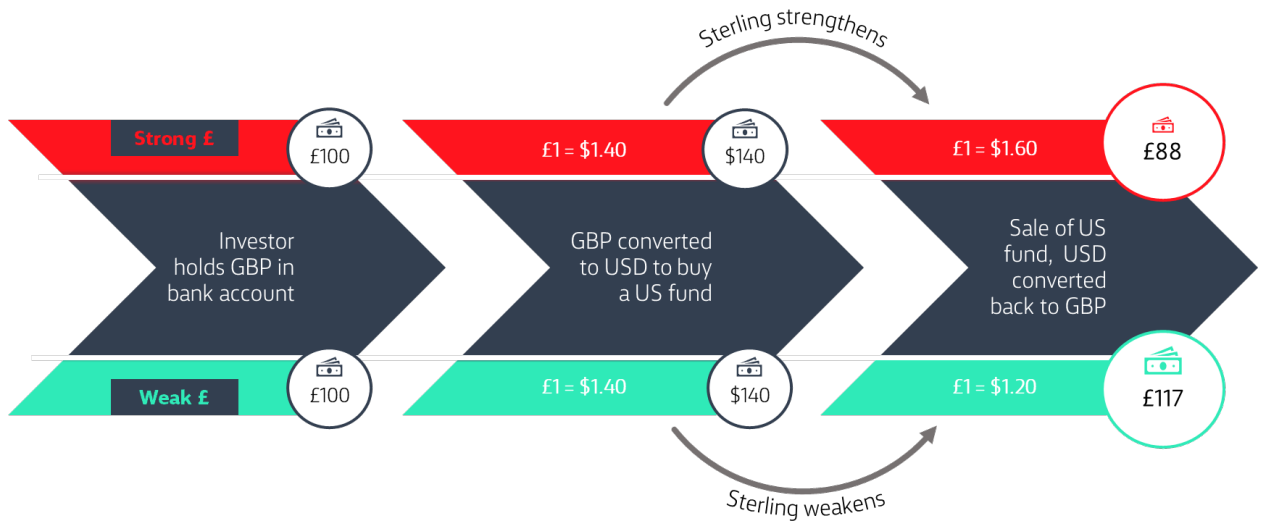 Sterling strengthens
Strong £
£100
£1 = $1.40
$140
£1 = $1.60
£88
Investor
holds GBP in
bank account
GBP converted
to USD to buy
a US fund
Sale of US
fund, USD
converted
back to GBP
Weak £
£100
£1 = $1.40
$140
£1 = $1.20
£117
Sterling weakens